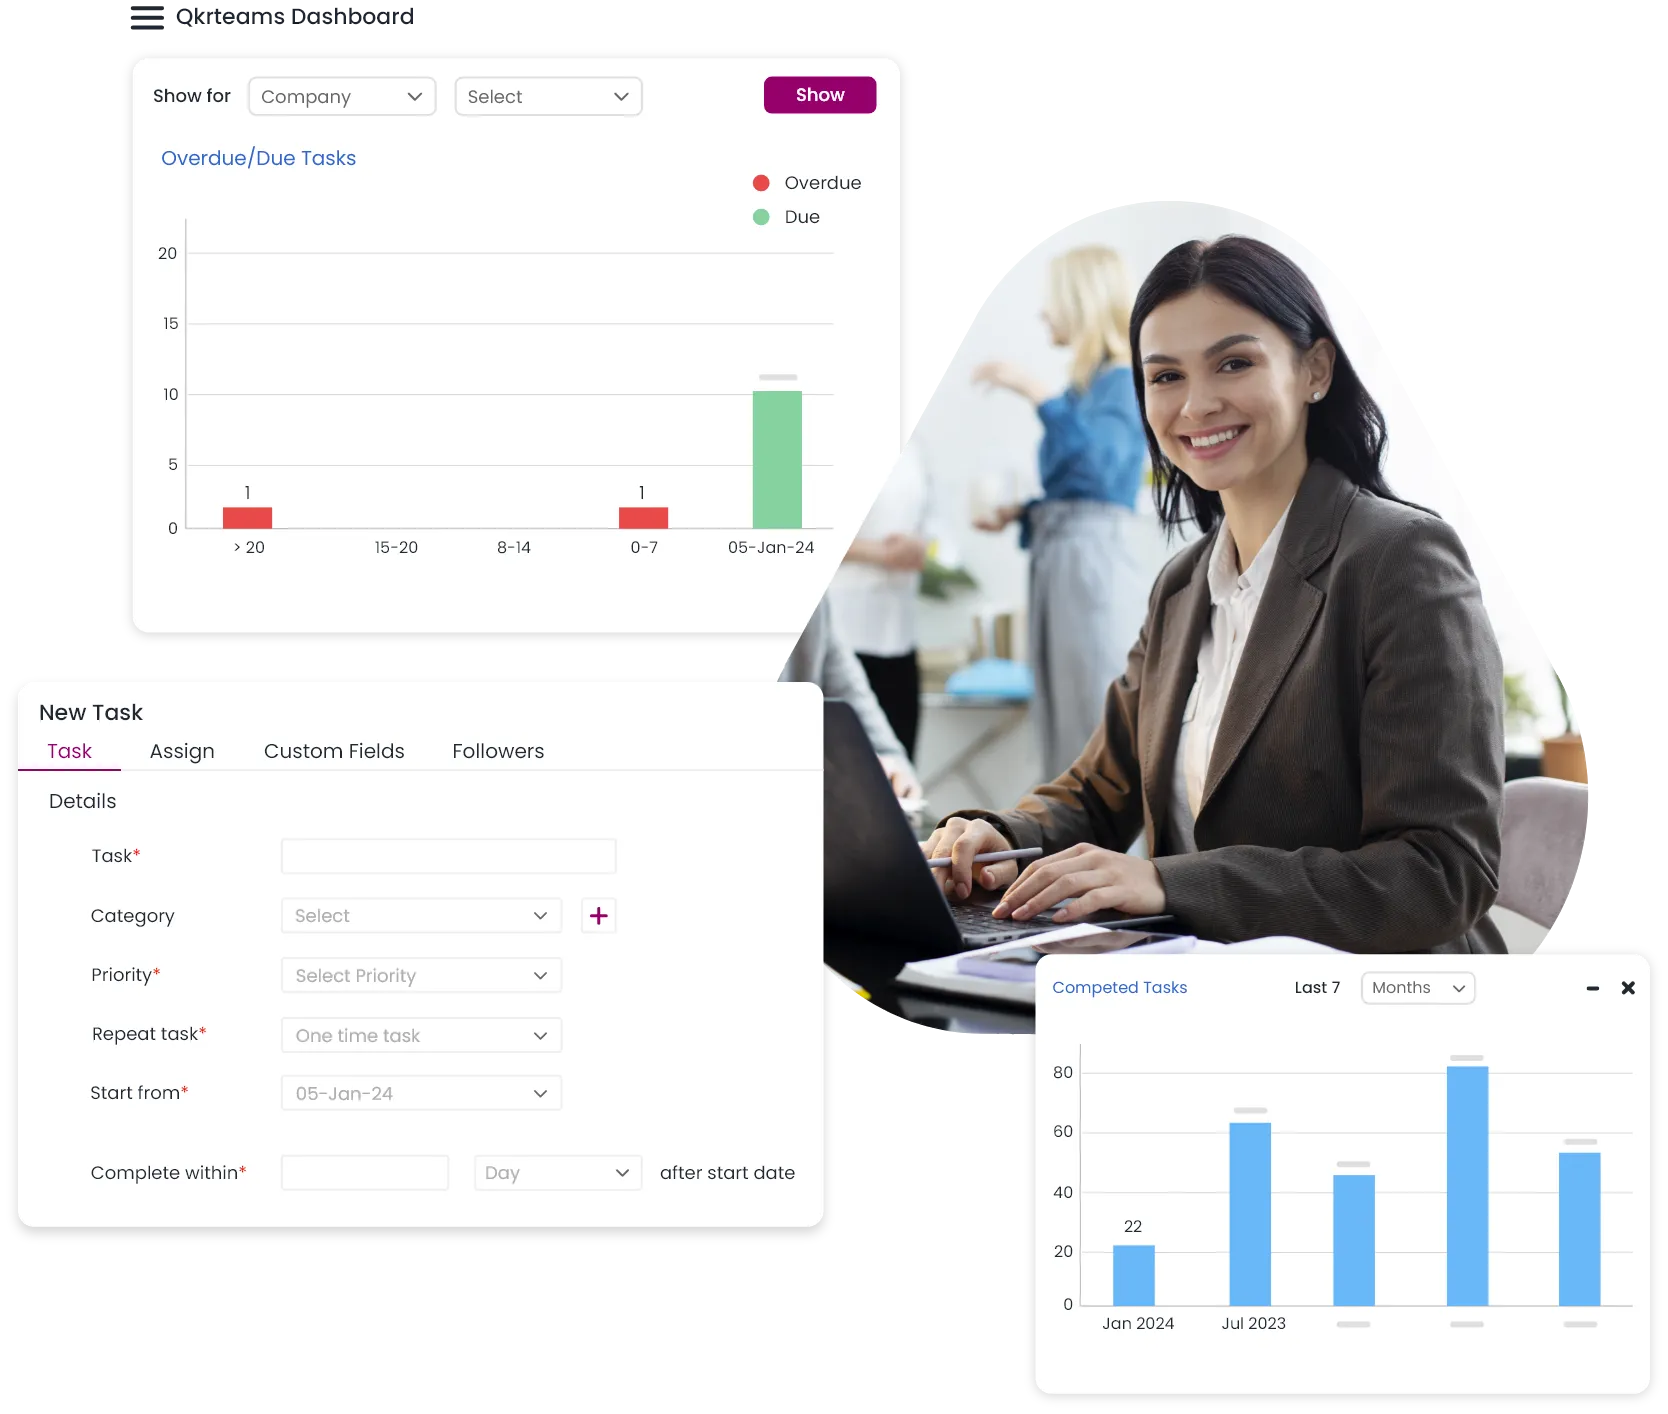 Qkrteams Dashboard
Show for Company Select Show
Overdue/Due Tasks
Overdue
Due
20
15
10
5
0
1 1
> 20 15-20 8-14 0-7 05-Jan-24
New Task
Task Assign Custom Fields Followers
Details
Task*
Category Select +
Priority* Select Priority
Repeat task* One time task
Start from* 05-Jan-24
Complete within* Day after start date
Competed Tasks Last 7 Months
80
60
40
20
0
22
Jan 2024 Jul 2023